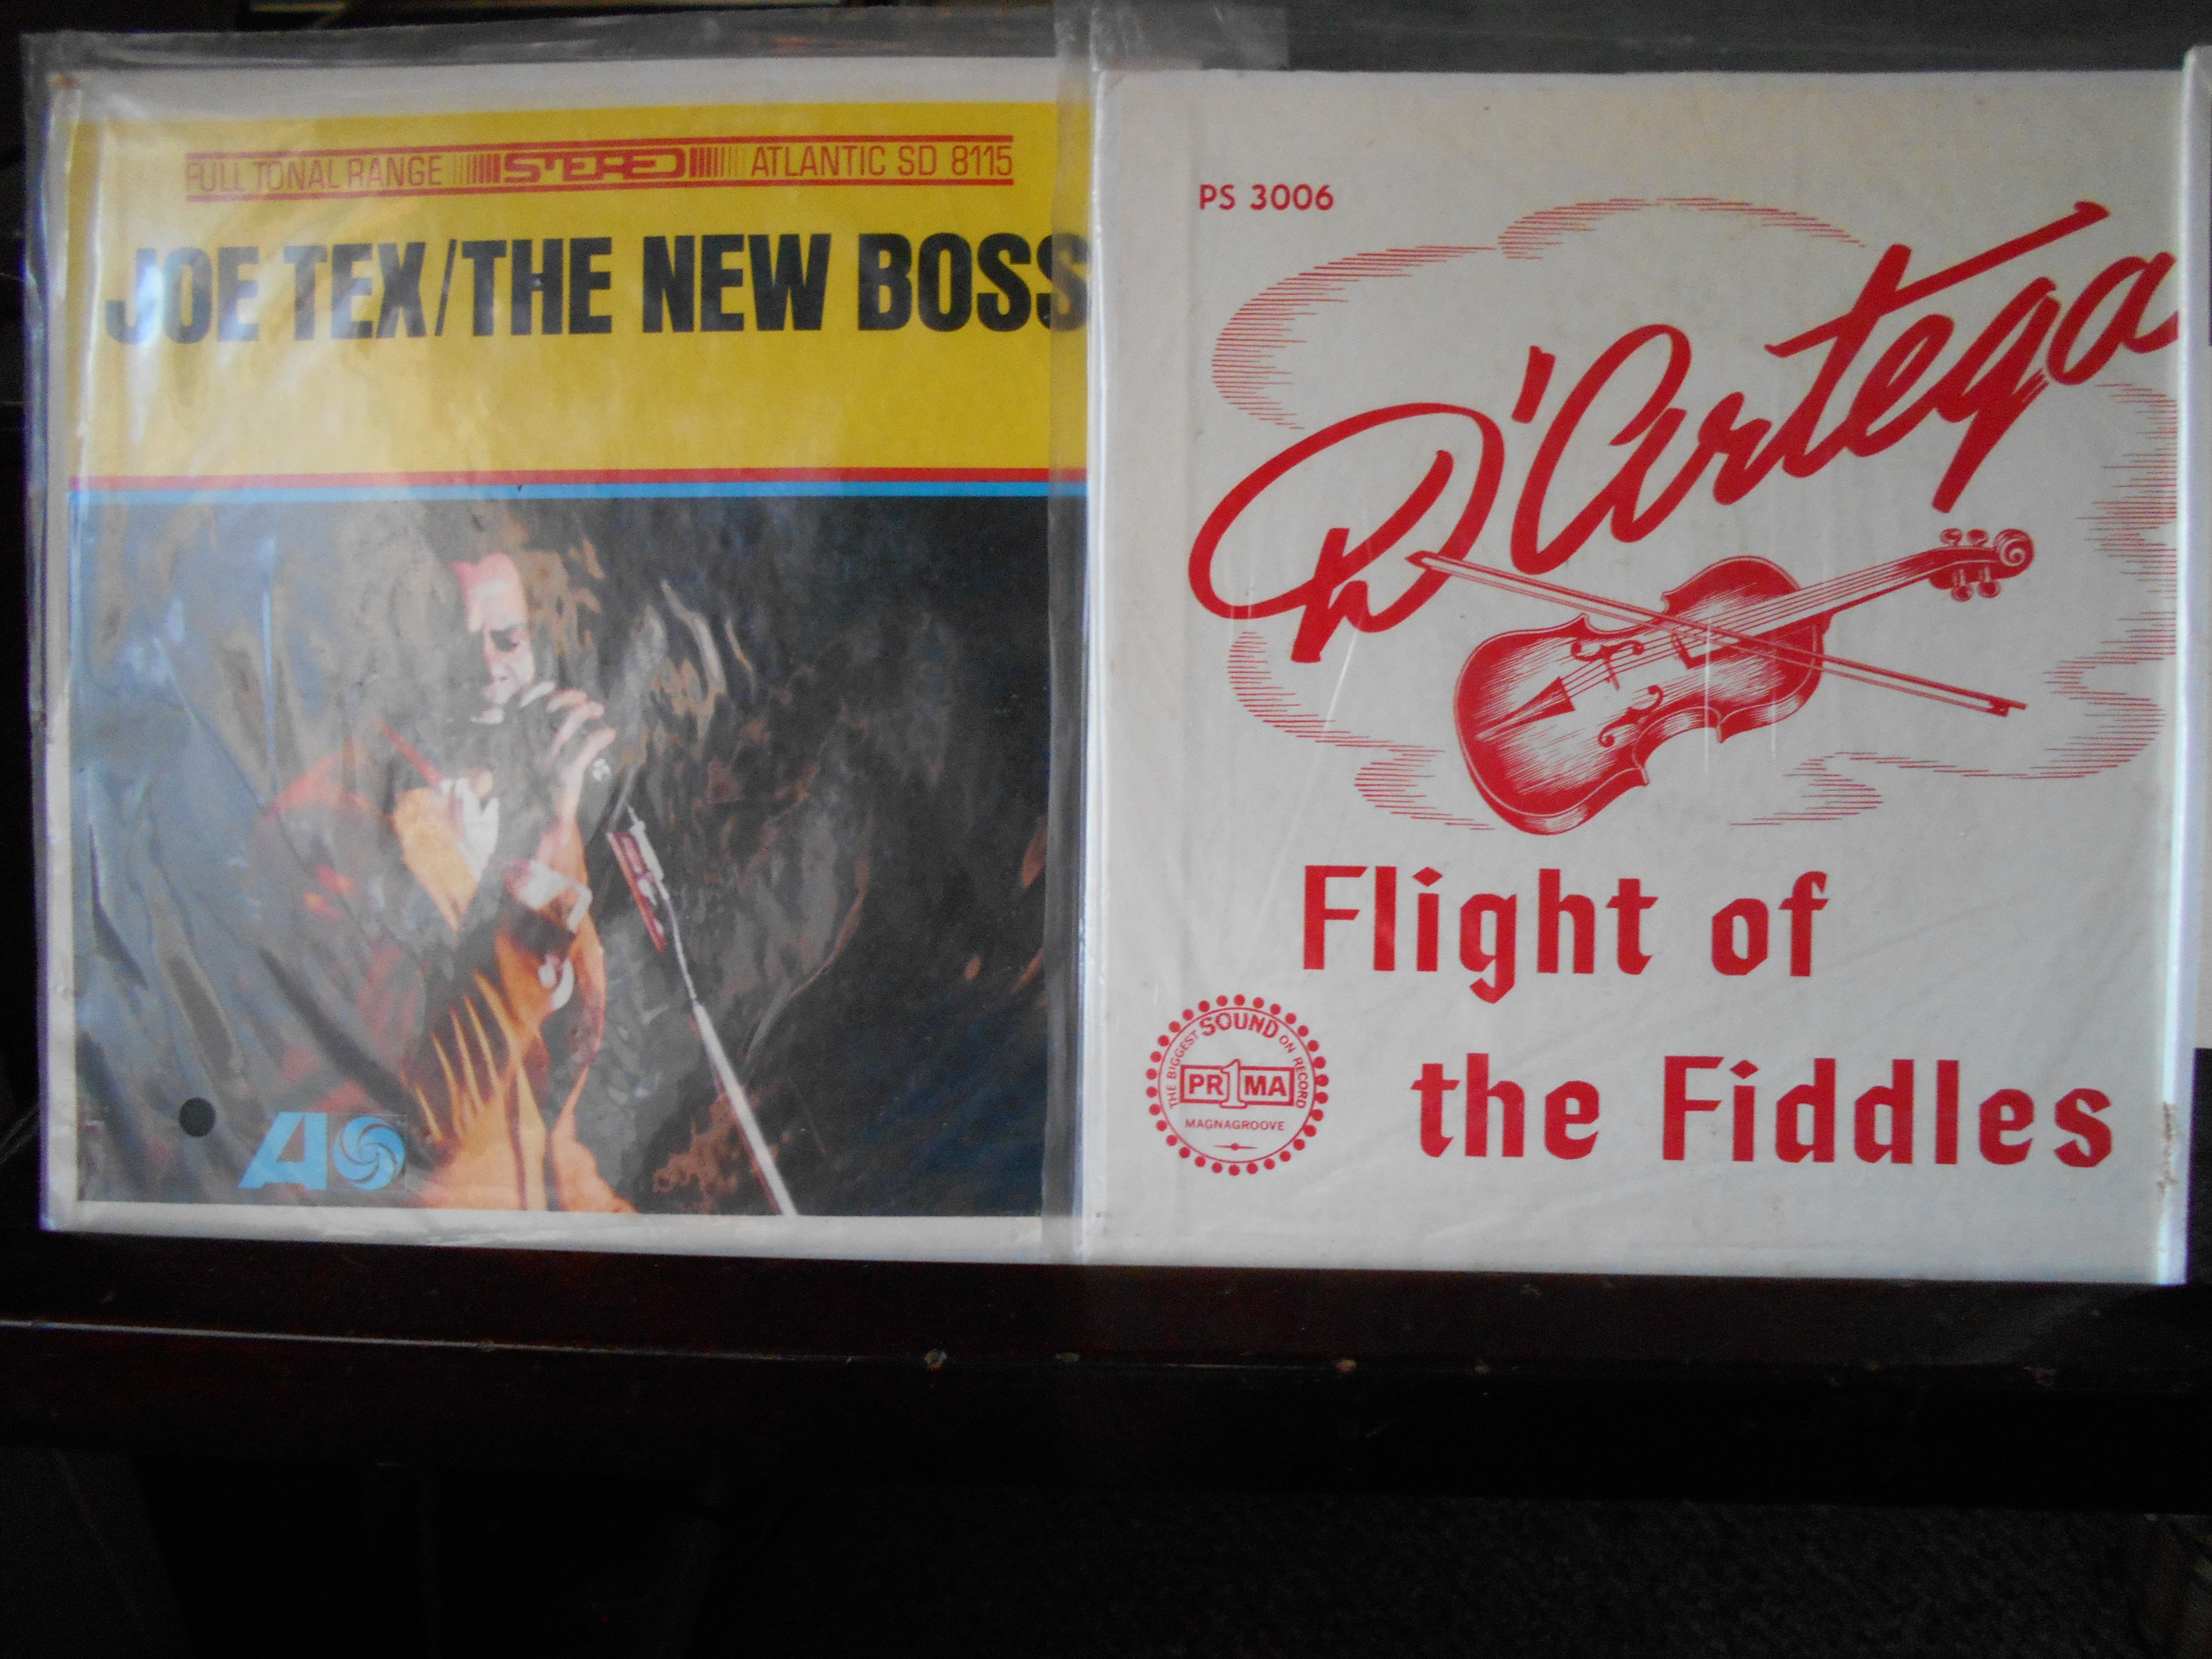 FULL TONAL RANGE STEREO ATLANTIC SD 8115
JOE TEX/THE NEW BOSS
A
PS 3006
D'Artega
Flight of
the Fiddles
THE BIGGEST SOUND ON RECORD
PR1MA
MAGNAGROOVE